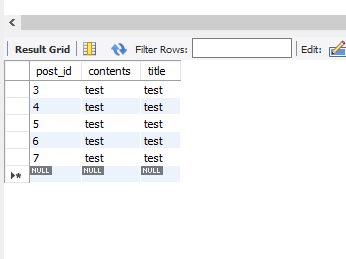 Result Grid Filter Rows: Edit:
post_id contents title
3 test test
4 test test
5 test test
6 test test
7 test test
NULL NULL NULL